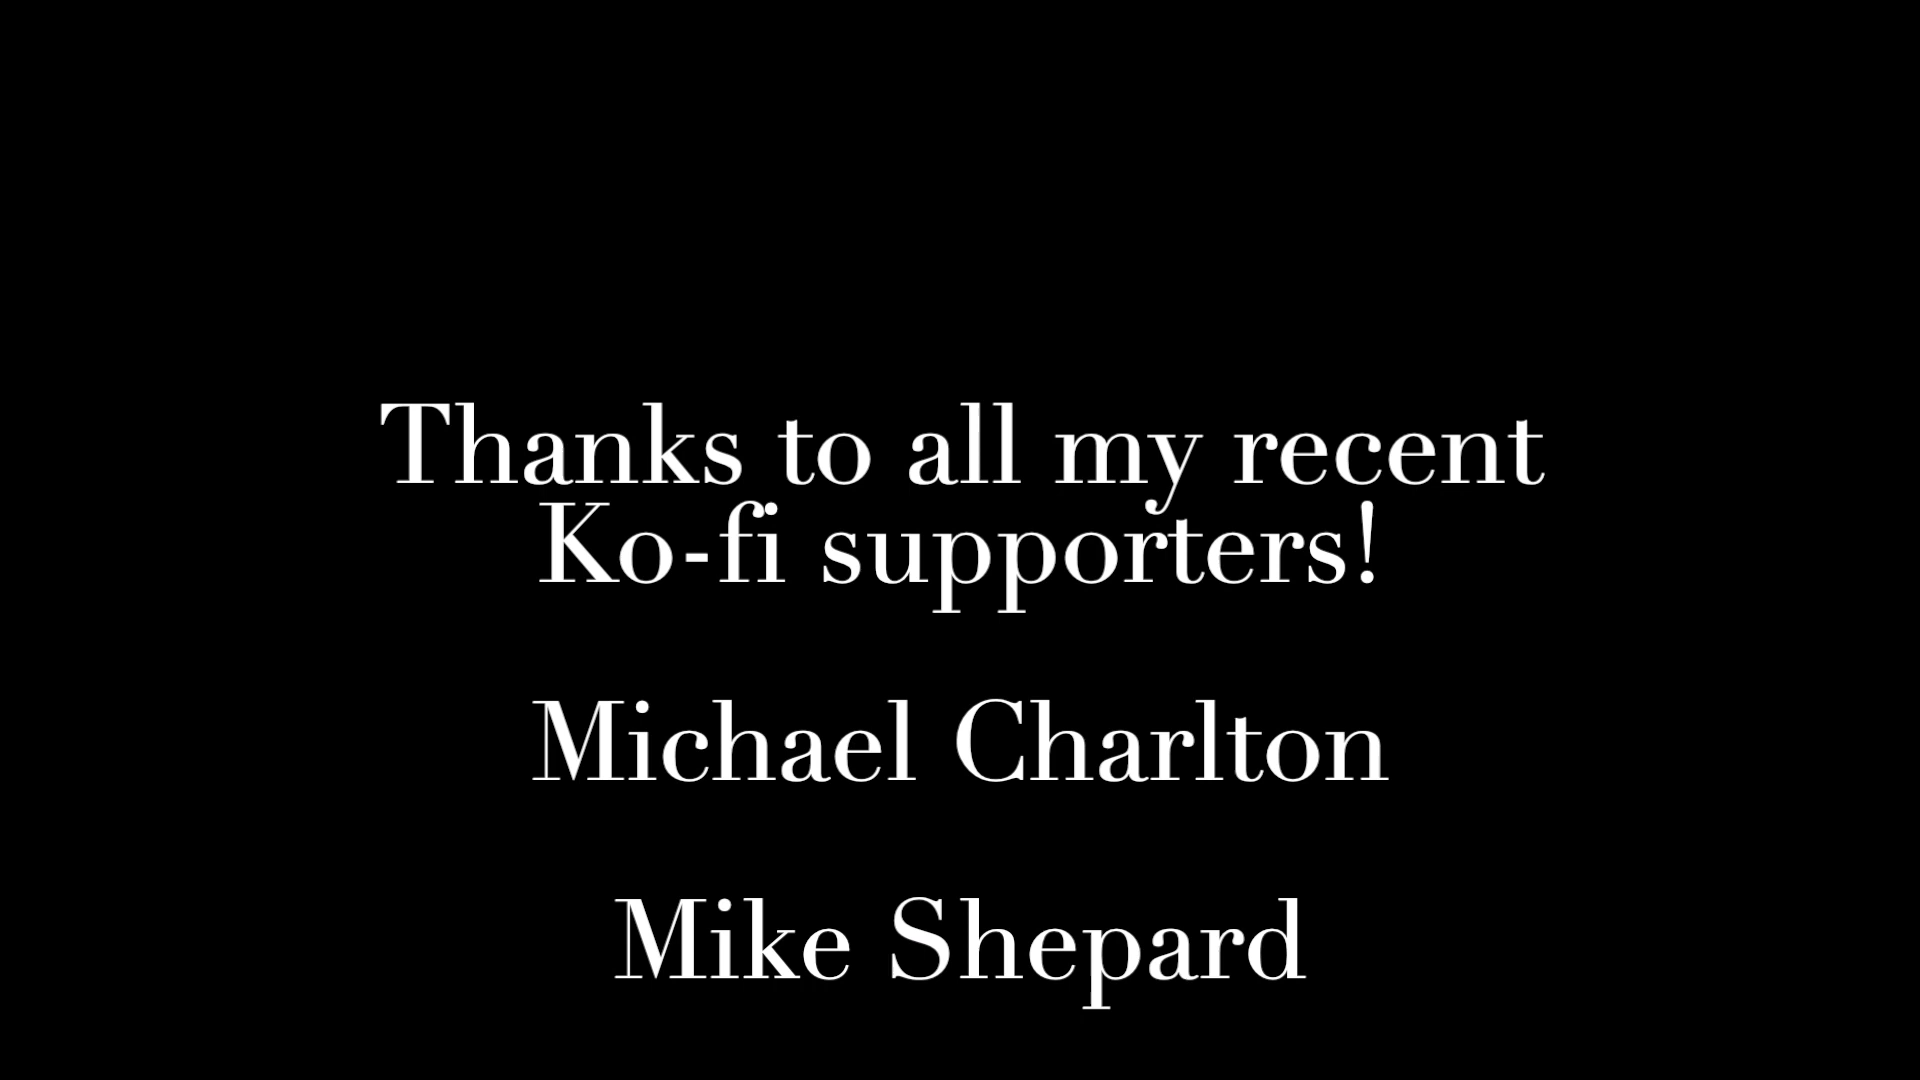 Thanks to all my recent
Ko-fi supporters!
Michael Charlton
Mike Shepard